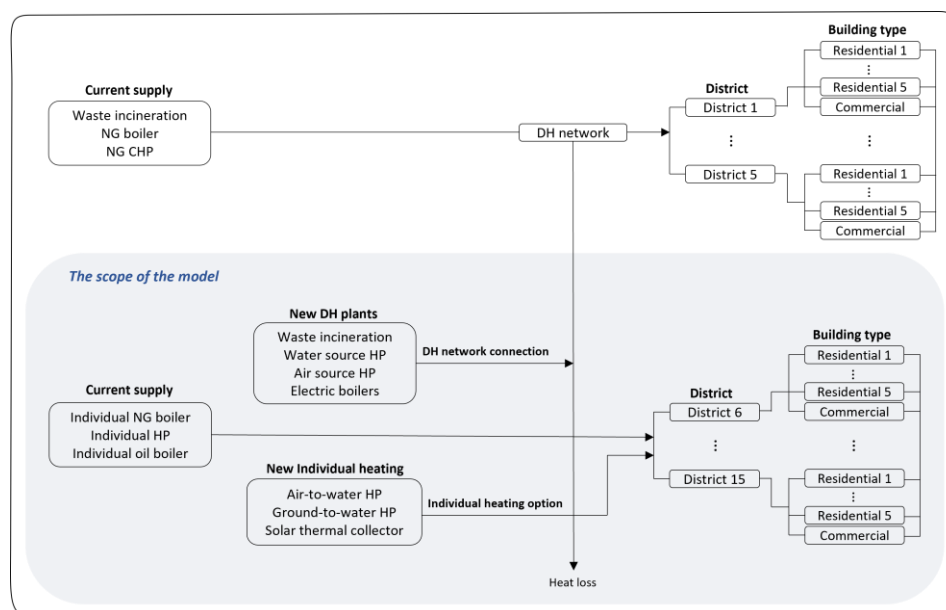 Building type
Residential 1
⋮
Residential 5
Commercial
Current supply
Waste incineration
NG boiler
NG CHP
DH network
District
District 1
⋮
District 5
⋮
Residential 1
⋮
Residential 5
Commercial
The scope of the model
New DH plants
Waste incineration
Water source HP
Air source HP
Electric boilers
DH network connection
Current supply
Individual NG boiler
Individual HP
Individual oil boiler
New Individual heating
Air-to-water HP
Ground-to-water HP
Solar thermal collector
Individual heating option
District
District 6
⋮
District 15
Building type
Residential 1
⋮
Residential 5
Commercial
⋮
Residential 1
⋮
Residential 5
Commercial
Heat loss